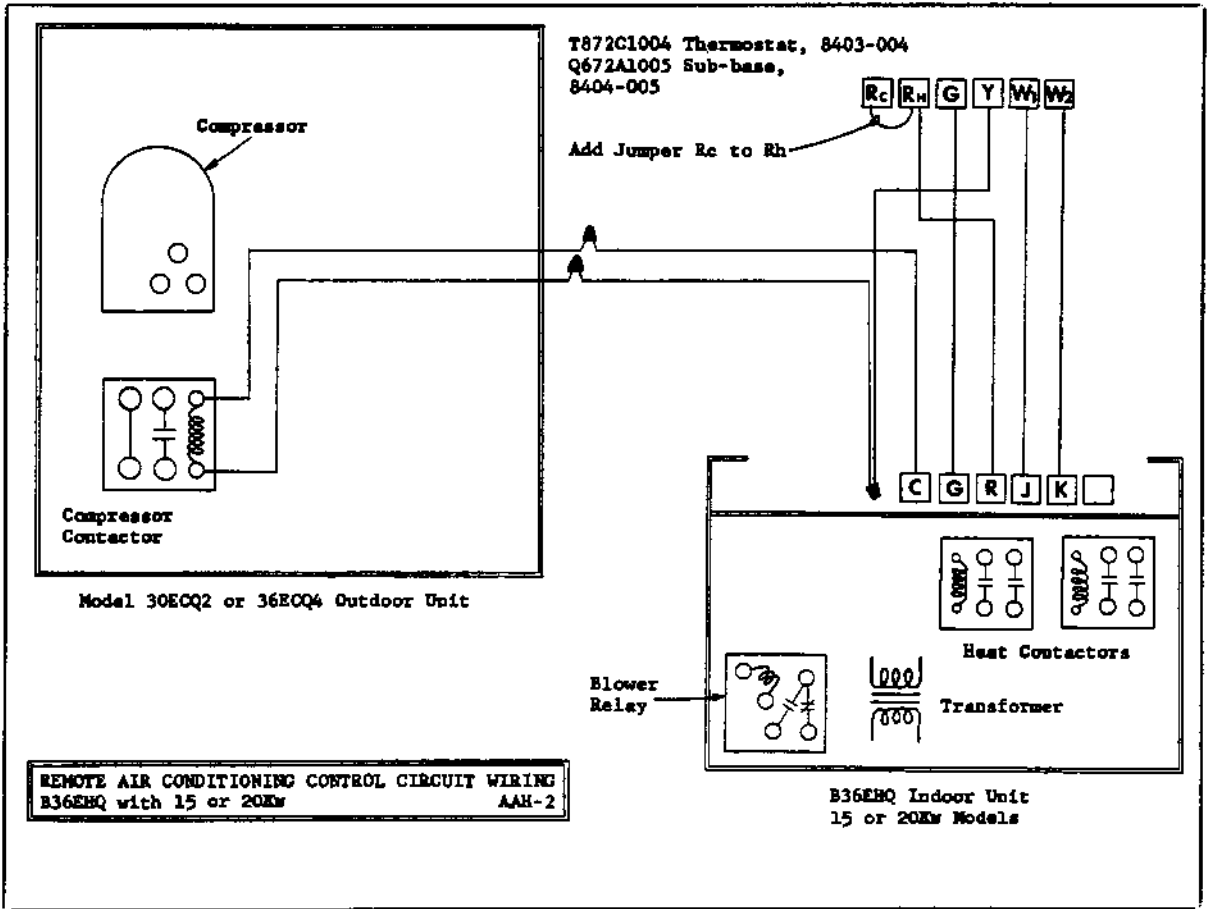 T872C1004 Thermostat, 8403-004
Q672A1005 Sub-base,
8404-005
RC RH G Y W1 W2
Compressor
Add Jumper Rc to Rh
C G R J K
Compressor
Contactor
Model 30ECQ2 or 36ECQ4 Outdoor Unit
Heat Contactors
Blower
Relay
Transformer
REMOTE AIR CONDITIONING CONTROL CIRCUIT WIRING
B36EHQ with 15 or 20Kw AAH-2
B36EHQ Indoor Unit
15 or 20Kw Models